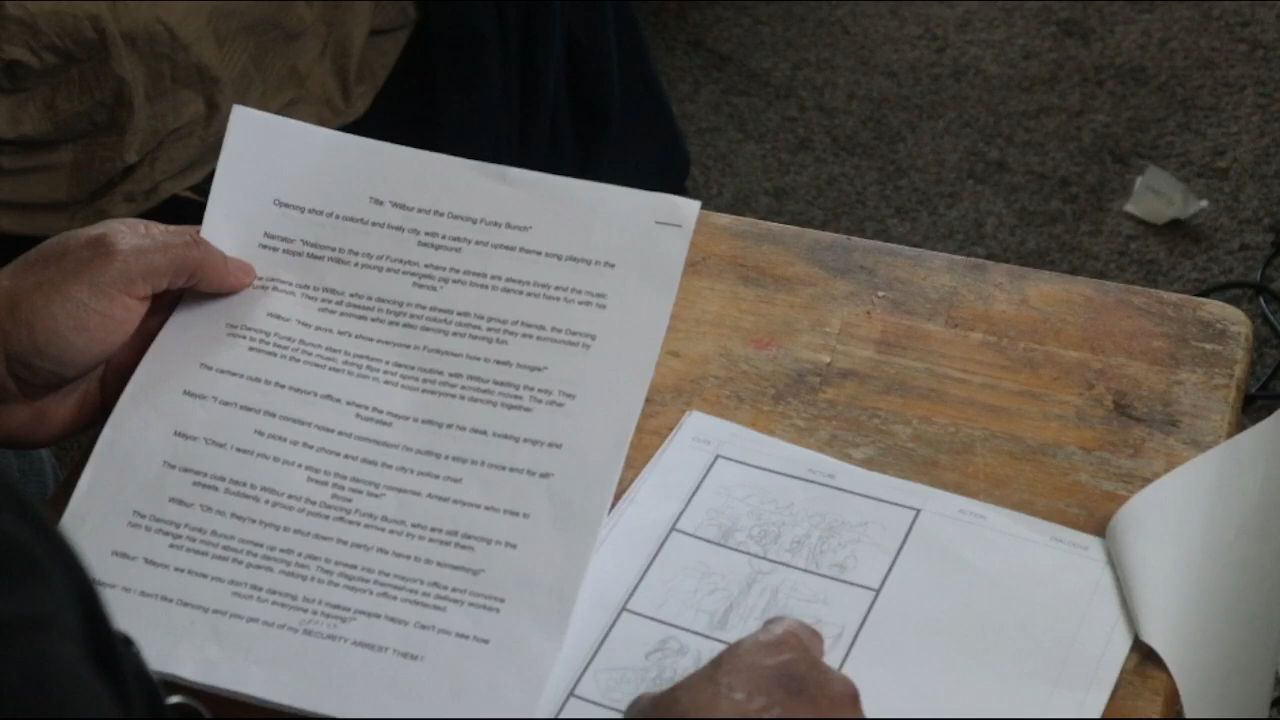 Title: "Wilbur and the Dancing Funky Bunch"
Opening shot of a colorful and lively city, with a catchy and upbeat theme song playing in the
background.
Narrator: "Welcome to the city of Funkyton, where the streets are always lively and the music
never stops! Meet Wilbur, a young and energetic pig who loves to dance and have fun with his
friends."
camera cuts to Wilbur, who is dancing in the streets with his group of friends, the Dancing
Bunch. They are all dressed in bright and colorful clothes, and they are surrounded by
other animals who are also dancing and having fun.
Wilbur: "Hey guys, let's show everyone in Funkytown how to really boogie!"
The Dancing Funky Bunch start to perform a dance routine, with Wilbur leading the way. They
move to the beat of the music, doing flips and spins and other acrobatic moves. The other
animals in the crowd start to join in, and soon everyone is dancing together.
The camera cuts to the mayor's office, where the mayor is sitting at his desk, looking angry and
frustrated.
Mayor: "I can't stand this constant noise and commotion! I'm putting a stop to it once and for all!"
He picks up the phone and dials the city's police chief.
Mayor: "Chief, I want you to put a stop to this dancing nonsense. Arrest anyone who tries to
break this new law!"
The camera cuts back to Wilbur and the Dancing Funky Bunch, who are still dancing in the
streets. Suddenly, a group of police officers arrive and try to arrest them.
Wilbur: "Oh no, they're trying to shut down the party! We have to do something!"
The Dancing Funky Bunch comes up with a plan to sneak into the mayor's office and convince
him to change his mind about the dancing ban. They disguise themselves as delivery workers
and sneak past the guards, making it to the mayor's office undetected.
Wilbur: "Mayor, we know you don't like dancing, but it makes people happy. Can't you see how
much fun everyone is having?"
Mayor: no I don't like Dancing and you get out of my SECURITY ARREST THEM !
PICTURE
ACTION
DIALOGUE